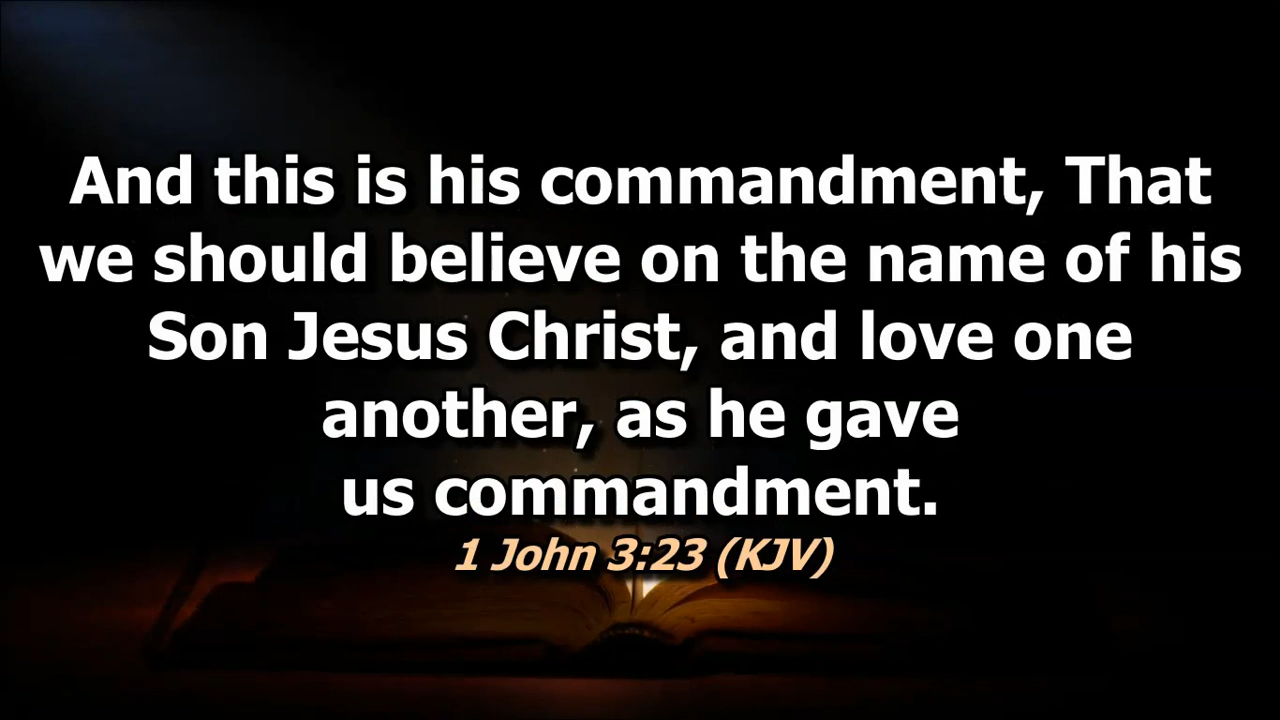 And this is his commandment, That
we should believe on the name of his
Son Jesus Christ, and love one
another, as he gave
us commandment.
1 John 3:23 (KJV)